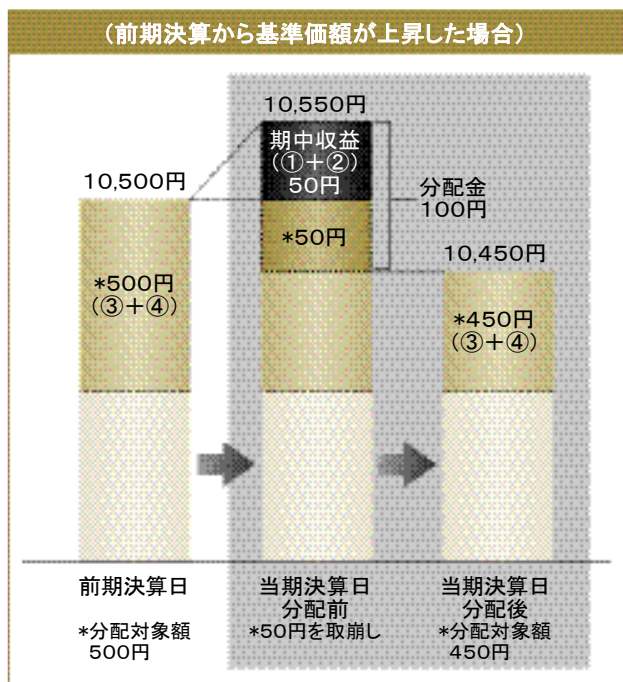 (前期決算から基準価額が上昇した場合)
10,550円
期中収益
(①+②)
50円
10,500円
分配金
100円
*50円
10,450円
*500円
(③+④)
*450円
(③+④)
前期決算日
*分配対象額
500円
当期決算日
分配前
*50円を取崩し
当期決算日
分配後
*分配対象額
450円